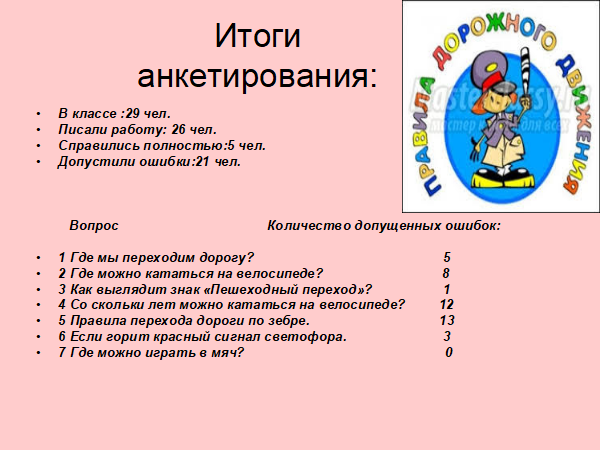 Итоги
анкетирования:
ПРАВИЛА ДОРОЖНОГО ДВИЖЕНИЯ
• В классе :29 чел.
• Писали работу: 26 чел.
• Справились полностью:5 чел.
• Допустили ошибки:21 чел.
Вопрос Количество допущенных ошибок:
• 1 Где мы переходим дорогу? 5
• 2 Где можно кататься на велосипеде? 8
• 3 Как выглядит знак «Пешеходный переход»? 1
• 4 Со скольки лет можно кататься на велосипеде? 12
• 5 Правила перехода дороги по зебре. 13
• 6 Если горит красный сигнал светофора. 3
• 7 Где можно играть в мяч? 0